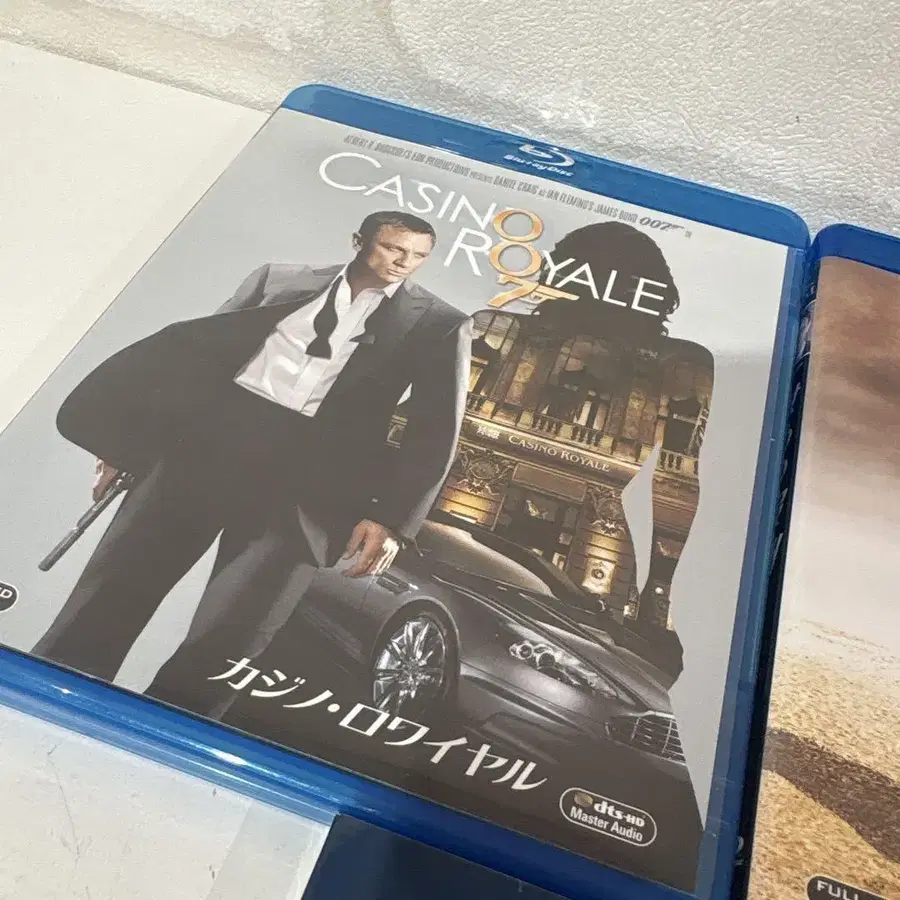 Blu-ray Disc
ALBERT R. BROCCOLI'S EON PRODUCTIONS PRESENTS DANIEL CRAIG AS IAN FLEMING'S JAMES BOND 007
CASINO
ROYALE
007
CASINO ROYALE
カジノ・ロワイヤル
dts-HD
Master Audio
FULL